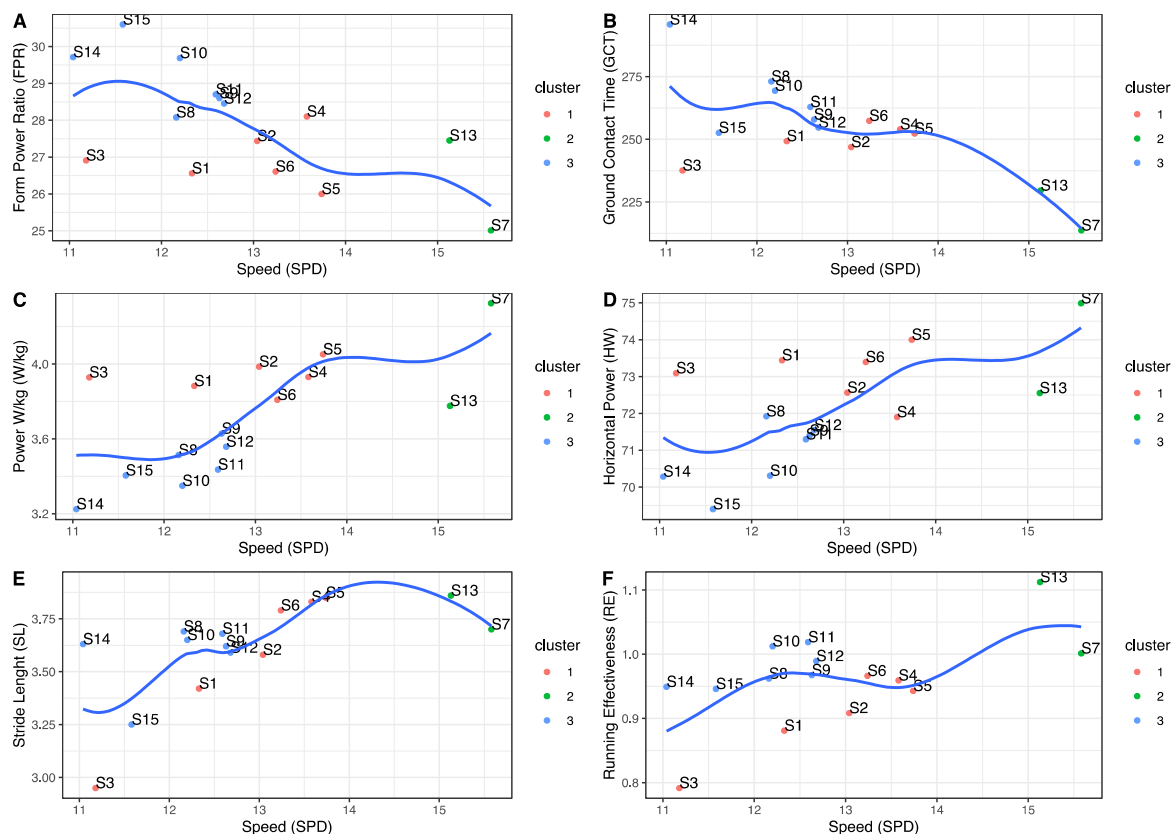 A
Form Power Ratio (FPR)
30
29
28
27
26
25
S15
S14
S10
S11
S9
S12
S8
S4
S2
S13
S3
S1
S6
S5
S7
11 12 13 14 15
Speed (SPD)
cluster
1
2
3
B
Ground Contact Time (GCT)
275
250
225
S14
S8
S10
S11
S9
S12
S6
S4
S5
S15
S1
S2
S3
S13
S7
11 12 13 14 15
Speed (SPD)
cluster
1
2
3
C
Power W/kg (W/kg)
4.0
3.6
3.2
S7
S5
S2
S3
S4
S1
S6
S13
S9
S12
S8
S11
S15
S10
S14
11 12 13 14 15
Speed (SPD)
cluster
1
2
3
D
Horizontal Power (HW)
75
74
73
72
71
70
S7
S5
S1
S6
S3
S2
S13
S8
S4
S12
S9
S11
S14
S10
S15
11 12 13 14 15
Speed (SPD)
cluster
1
2
3
E
Stride Lenght (SL)
3.75
3.50
3.25
3.00
S13
S5
S4
S6
S7
S8
S11
S10
S14
S9
S12
S2
S1
S15
S3
11 12 13 14 15
Speed (SPD)
cluster
1
2
3
F
Running Effectiveness (RE)
1.1
1.0
0.9
0.8
S13
S11
S10
S7
S12
S9
S6
S8
S4
S14
S15
S5
S2
S1
S3
11 12 13 14 15
Speed (SPD)
cluster
1
2
3